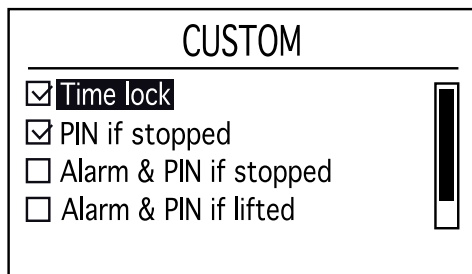 CUSTOM
Time lock
PIN if stopped
Alarm & PIN if stopped
Alarm & PIN if lifted